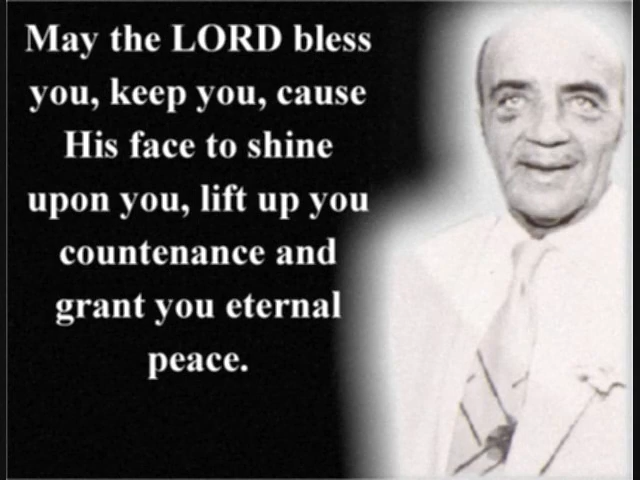 May the LORD bless
you, keep you, cause
His face to shine
upon you, lift up you
countenance and
grant you eternal
peace.